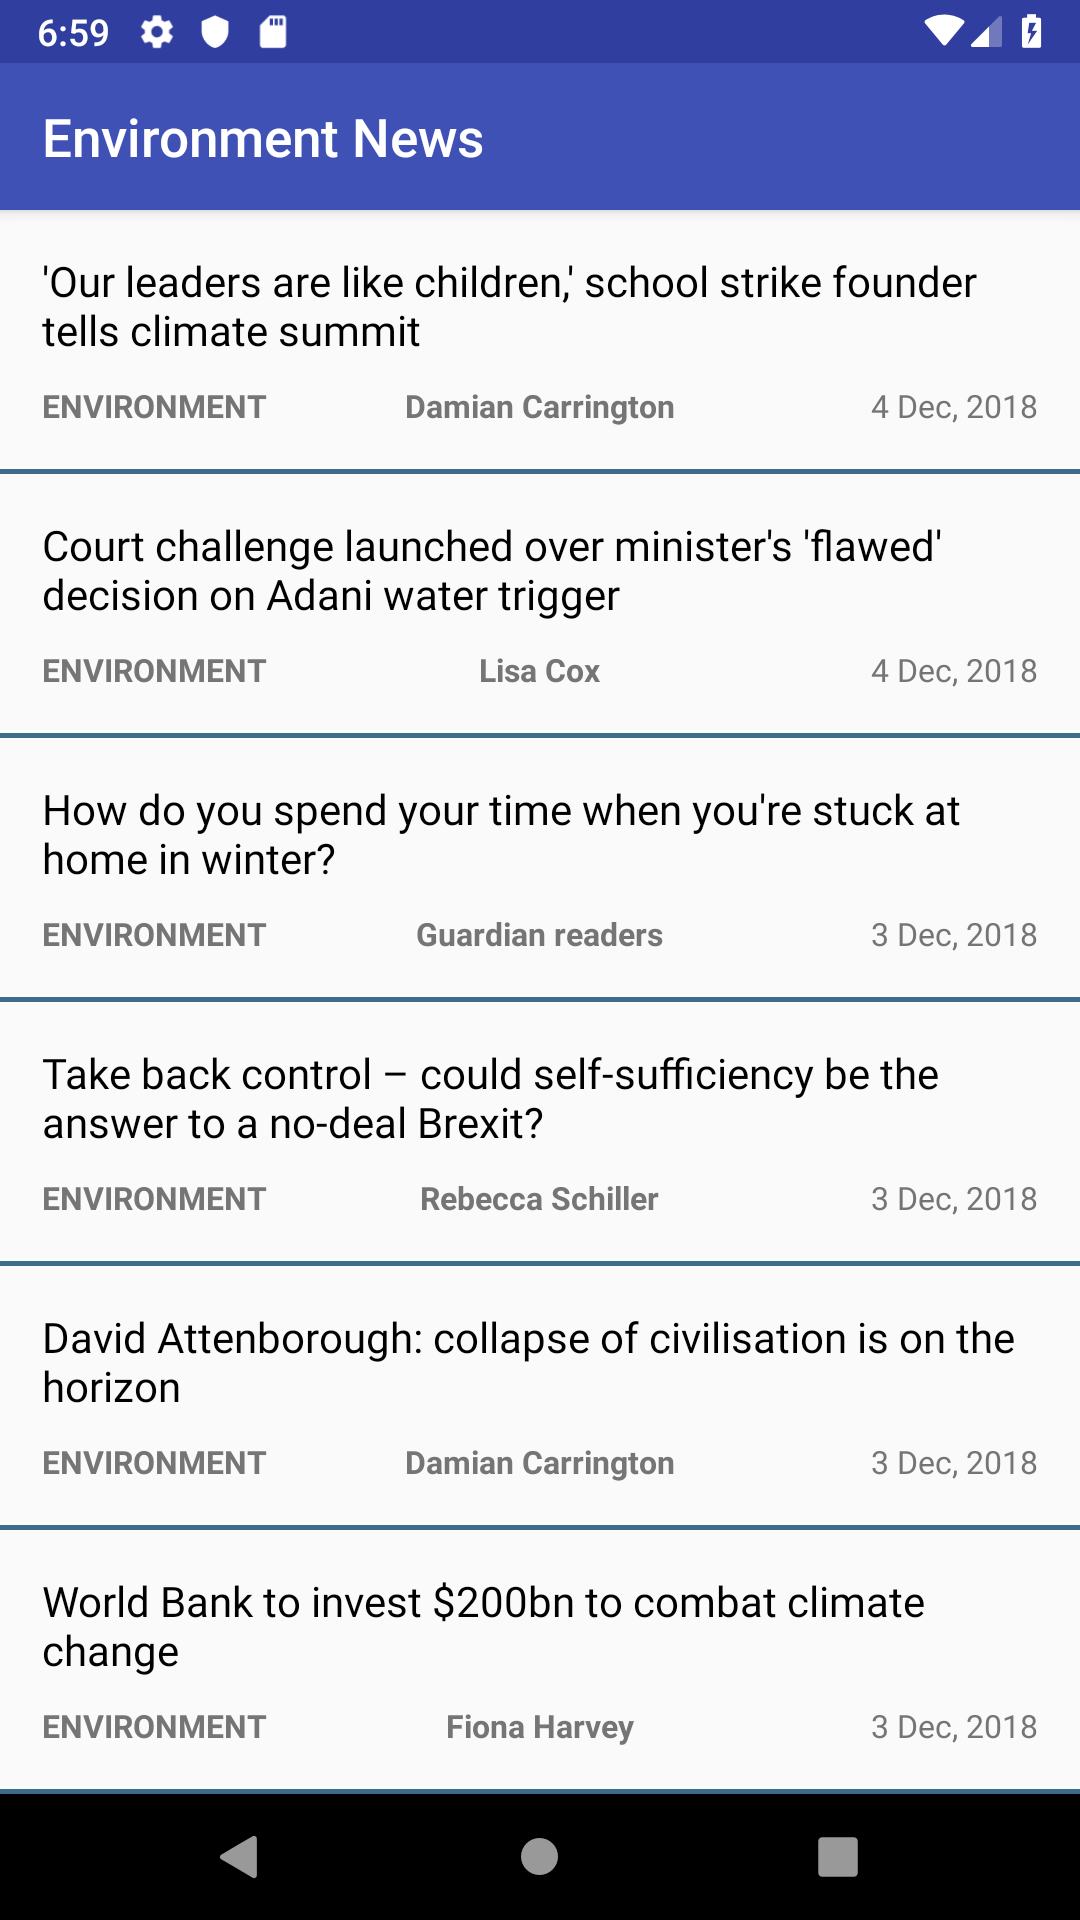 6:59
Environment News
'Our leaders are like children,' school strike founder
tells climate summit
ENVIRONMENT Damian Carrington 4 Dec, 2018
Court challenge launched over minister's 'flawed'
decision on Adani water trigger
ENVIRONMENT Lisa Cox 4 Dec, 2018
How do you spend your time when you're stuck at
home in winter?
ENVIRONMENT Guardian readers 3 Dec, 2018
Take back control – could self-sufficiency be the
answer to a no-deal Brexit?
ENVIRONMENT Rebecca Schiller 3 Dec, 2018
David Attenborough: collapse of civilisation is on the
horizon
ENVIRONMENT Damian Carrington 3 Dec, 2018
World Bank to invest $200bn to combat climate
change
ENVIRONMENT Fiona Harvey 3 Dec, 2018